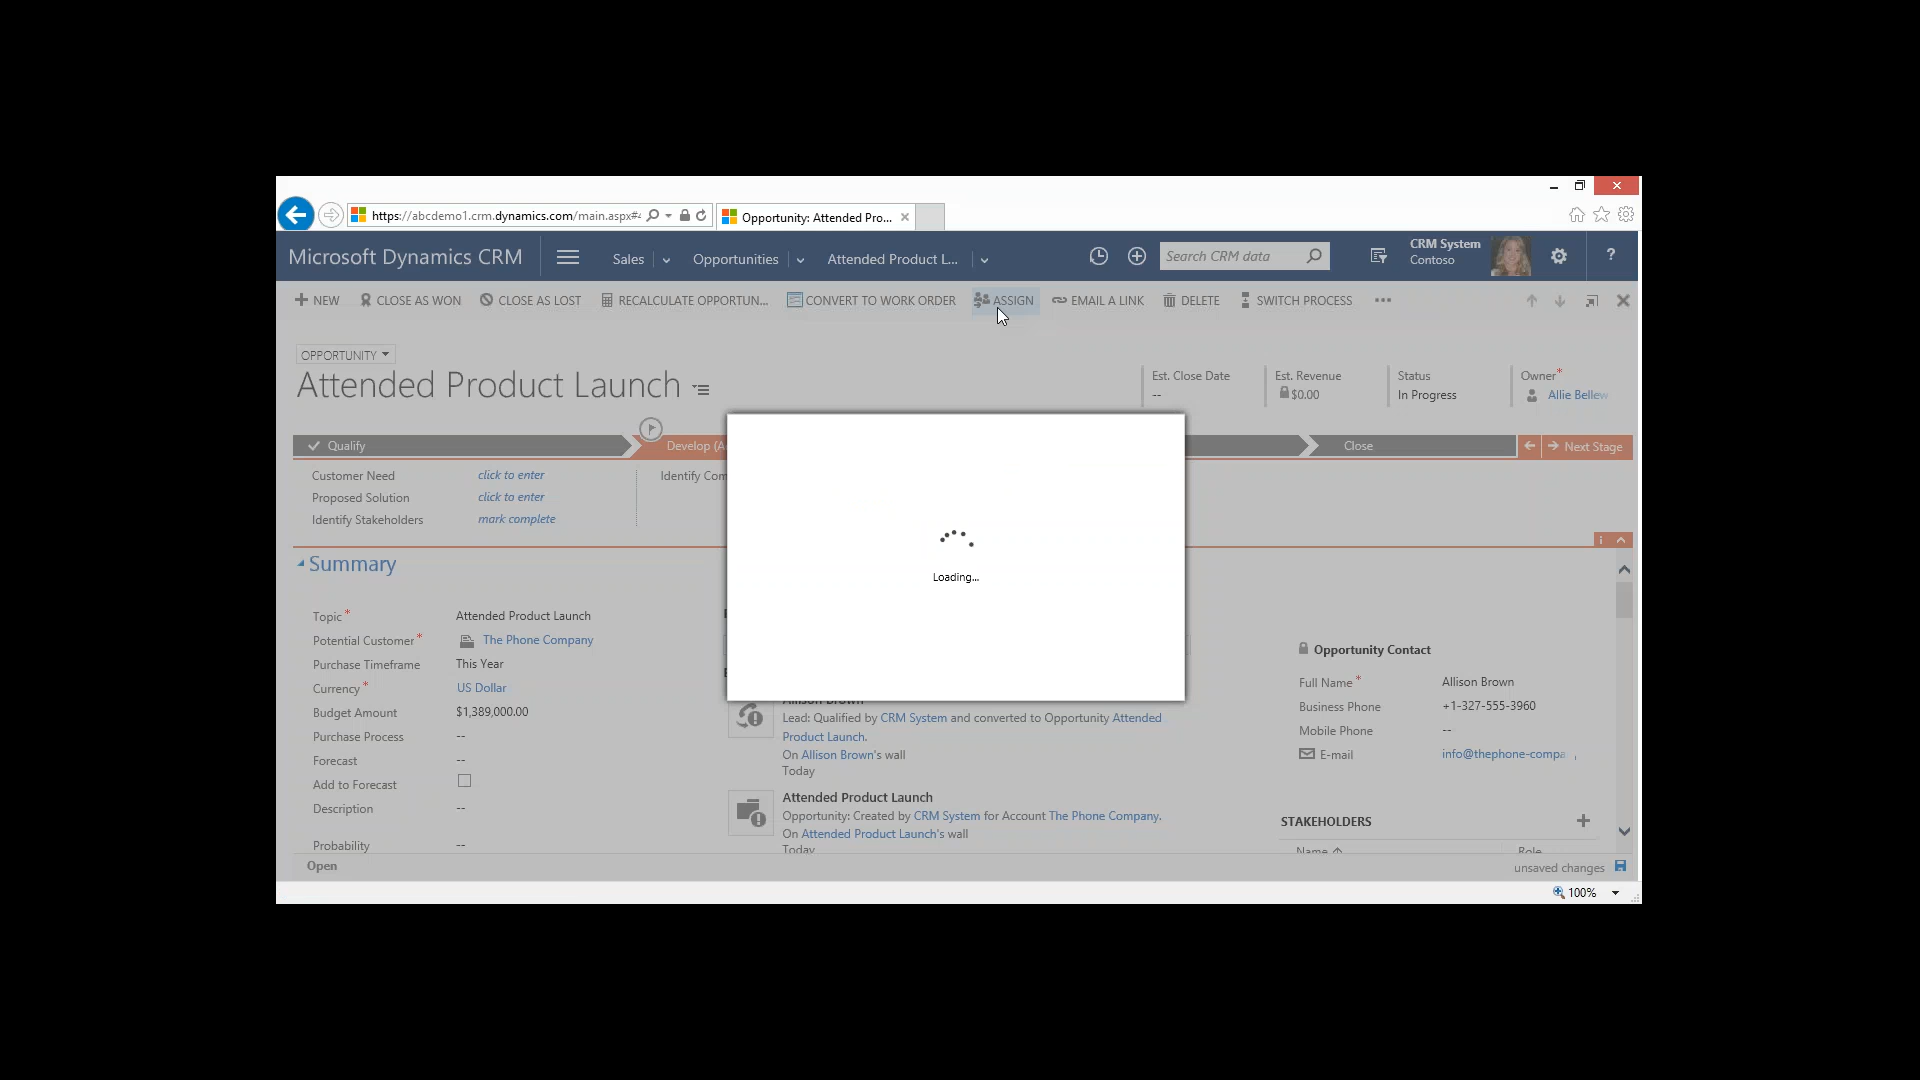 https://abcdemo1.crm.dynamics.com/main.aspx#
Opportunity: Attended Pro...
Microsoft Dynamics CRM
Sales
Opportunities
Attended Product L...
Search CRM data
CRM System
Contoso
?
NEW
CLOSE AS WON
CLOSE AS LOST
RECALCULATE OPPORTUN...
CONVERT TO WORK ORDER
ASSIGN
EMAIL A LINK
DELETE
SWITCH PROCESS
OPPORTUNITY
Attended Product Launch
Est. Close Date
--
Est. Revenue
$0.00
Status
In Progress
Owner*
Allie Bellew
Qualify
Develop (A
Close
Next Stage
Customer Need click to enter
Proposed Solution click to enter
Identify Stakeholders mark complete
Identify Com
Loading...
Summary
Topic* Attended Product Launch
Potential Customer* The Phone Company
Purchase Timeframe This Year
Currency* US Dollar
Budget Amount $1,389,000.00
Purchase Process --
Forecast --
Add to Forecast
Description --
Probability --
Allison Brown
Lead: Qualified by CRM System and converted to Opportunity Attended
Product Launch.
On Allison Brown's wall
Today
Attended Product Launch
Opportunity: Created by CRM System for Account The Phone Company.
On Attended Product Launch's wall
Today
Opportunity Contact
Full Name* Allison Brown
Business Phone +1-327-555-3960
Mobile Phone --
E-mail info@thephone-compa
STAKEHOLDERS
Name Role
Open
unsaved changes
100%